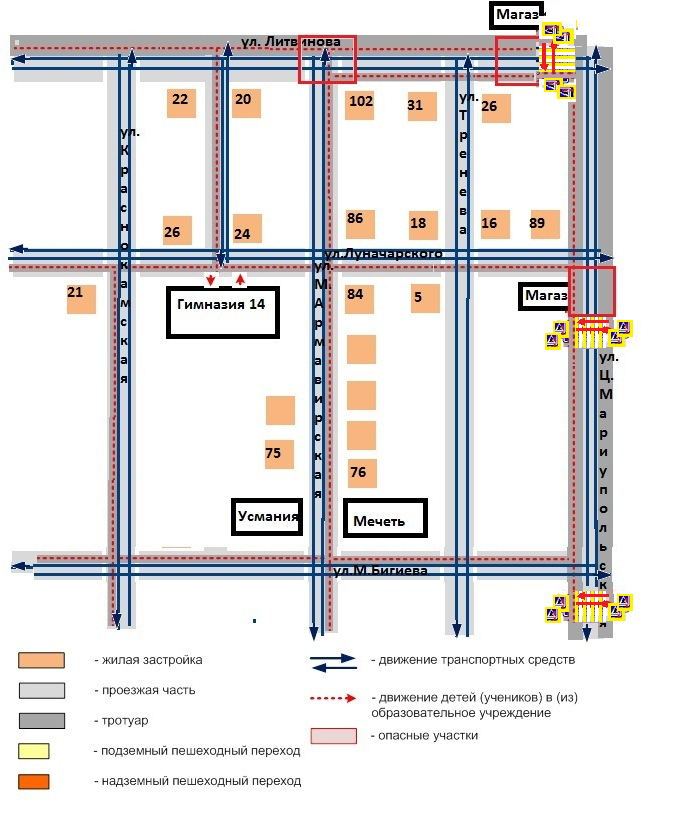 Магаз
ул. Литвинова
22
20
102
31
26
ул. Краснокамская
ул. Тренева
26
24
86
18
16
89
ул.Луначарского
ул. М.Армавирская
21
Гимназия 14
84
5
Магаз
ул. Ц.Мариупольская
75
76
Усмания
Мечеть
ул.М.Бигиева
- жилая застройка
- проезжая часть
- тротуар
- подземный пешеходный переход
- надземный пешеходный переход
- движение транспортных средств
- движение детей (учеников) в (из)
образовательное учреждение
- опасные участки